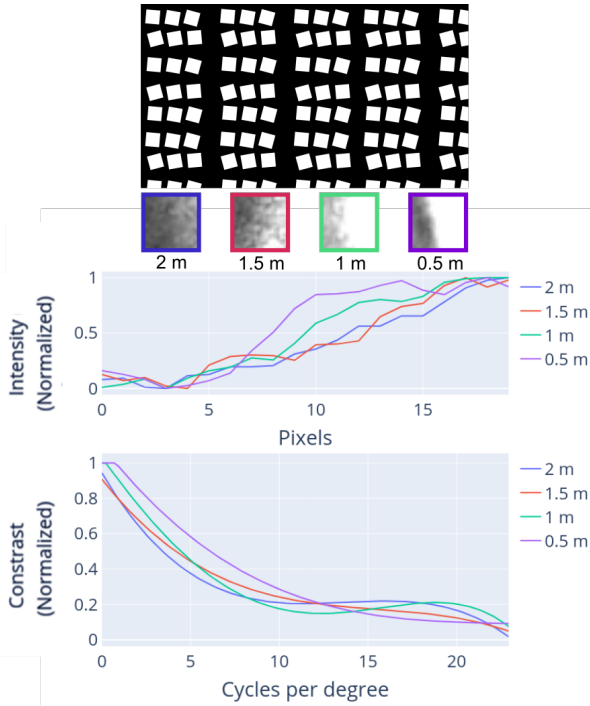 2 m 1.5 m 1 m 0.5 m
Intensity
(Normalized)
1
0.5
0
0 5 10 15
Pixels
2 m
1.5 m
1 m
0.5 m
Constrast
(Normalized)
1
0.8
0.6
0.4
0.2
0
0 5 10 15 20
Cycles per degree
2 m
1.5 m
1 m
0.5 m